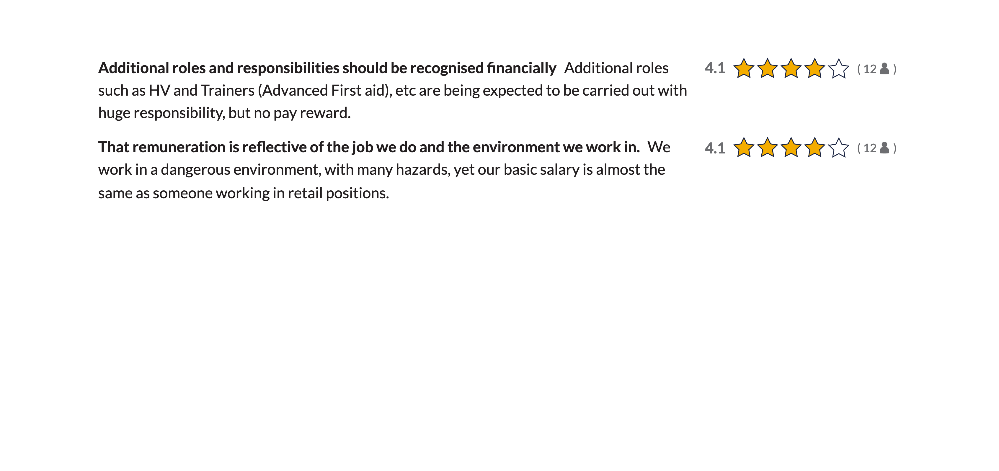 Additional roles and responsibilities should be recognised financially Additional roles 4.1 ( 12 )
such as HV and Trainers (Advanced First aid), etc are being expected to be carried out with
huge responsibility, but no pay reward.
That remuneration is reflective of the job we do and the environment we work in. We 4.1 ( 12 )
work in a dangerous environment, with many hazards, yet our basic salary is almost the
same as someone working in retail positions.